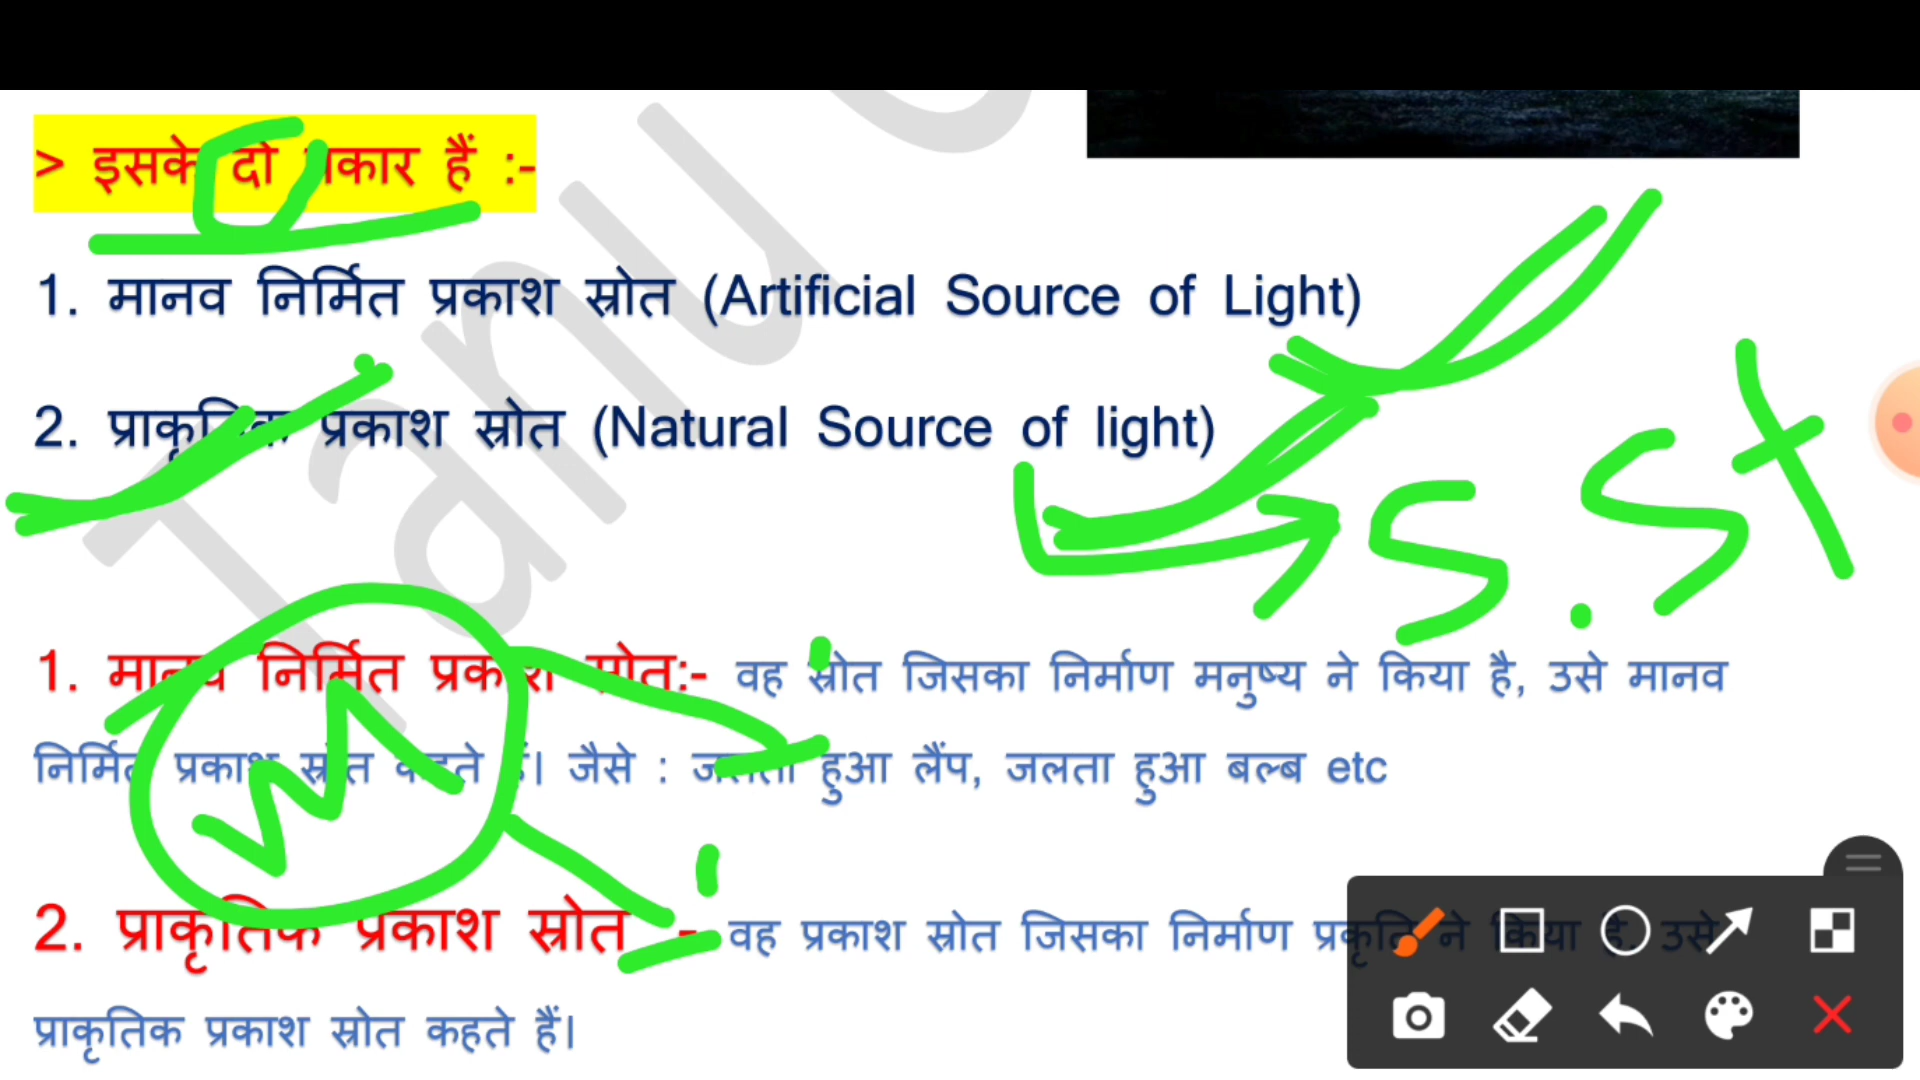 > इसके दो प्रकार हैं :-
1. मानव निर्मित प्रकाश स्रोत (Artificial Source of Light)
2. प्राकृतिक प्रकाश स्रोत (Natural Source of light)
S.St
1. मानव निर्मित प्रकाश स्रोत:- वह स्रोत जिसका निर्माण मनुष्य ने किया है, उसे मानव
निर्मित प्रकाश स्रोत कहते हैं। जैसे : जलता हुआ लैंप, जलता हुआ बल्ब etc
M
2. प्राकृतिक प्रकाश स्रोत :- वह प्रकाश स्रोत जिसका निर्माण प्रकृति ने किया है, उसे
प्राकृतिक प्रकाश स्रोत कहते हैं।
Tanu